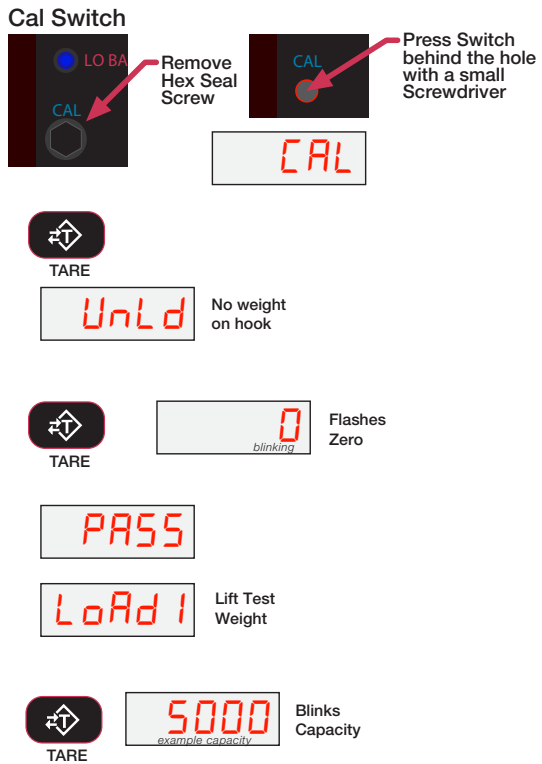 Cal Switch
LO BA
CAL
Remove
Hex Seal
Screw
CAL
Press Switch
behind the hole
with a small
Screwdriver
CAL
T
TARE
UnLd
No weight
on hook
T
TARE
0
blinking
Flashes
Zero
PASS
LoAd 1
Lift Test
Weight
T
TARE
5000
example capacity
Blinks
Capacity